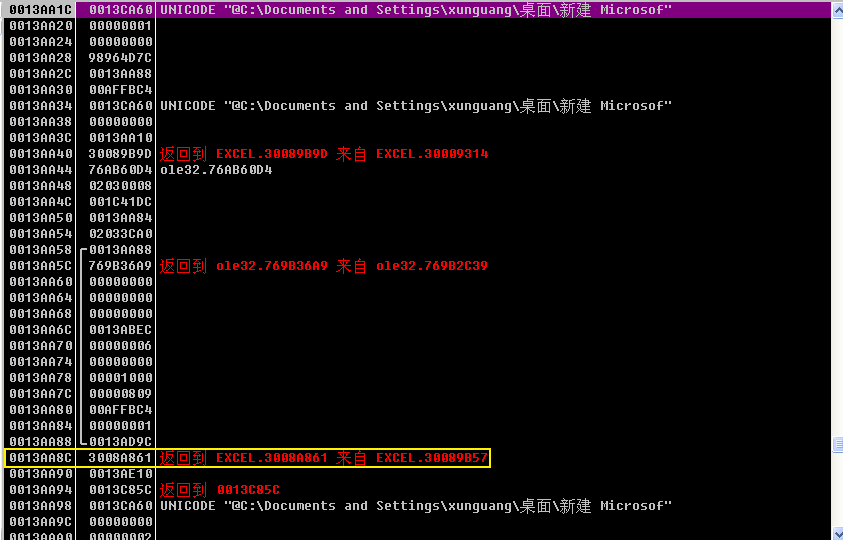 0013AA1C 0013CA60 UNICODE "@C:\Documents and Settings\xunguang\桌面\新建 Microsof"
0013AA20 00000001
0013AA24 00000000
0013AA28 98964D7C
0013AA2C 0013AA88
0013AA30 00AFFBC4
0013AA34 0013CA60 UNICODE "@C:\Documents and Settings\xunguang\桌面\新建 Microsof"
0013AA38 00000000
0013AA3C 0013AA10
0013AA40 30089B9D 返回到 EXCEL.30089B9D 来自 EXCEL.30009314
0013AA44 76AB60D4 ole32.76AB60D4
0013AA48 02030008
0013AA4C 001C41DC
0013AA50 0013AA84
0013AA54 02033CA0
0013AA58 0013AA88
0013AA5C 769B36A9 返回到 ole32.769B36A9 来自 ole32.769B2C39
0013AA60 00000000
0013AA64 00000000
0013AA68 00000000
0013AA6C 0013ABEC
0013AA70 00000006
0013AA74 00000000
0013AA78 00001000
0013AA7C 00000809
0013AA80 00AFFBC4
0013AA84 00000001
0013AA88 0013AD9C
0013AA8C 3008A861 返回到 EXCEL.3008A861 来自 EXCEL.30089B57
0013AA90 0013AE10
0013AA94 0013C85C 返回到 0013C85C
0013AA98 0013CA60 UNICODE "@C:\Documents and Settings\xunguang\桌面\新建 Microsof"
0013AA9C 00000000
0013AAA0 00000002